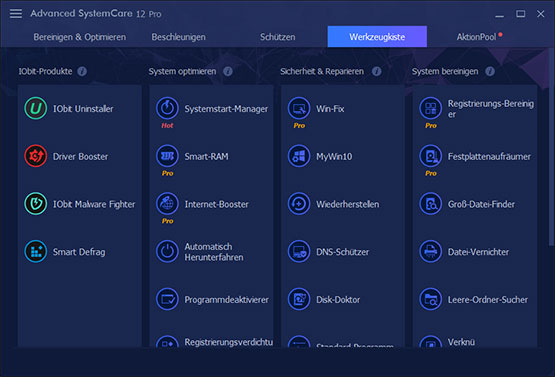 Advanced SystemCare 12 Pro
Bereinigen & Optimieren
Beschleunigen
Schützen
Werkzeugkiste
AktionPool
IObit-Produkte
IObit Uninstaller
Driver Booster
IObit Malware Fighter
Smart Defrag
System optimieren
Systemstart-Manager
Hot
Smart-RAM
Pro
Internet-Booster
Pro
Automatisch
Herunterfahren
Programmdeaktivierer
Registrierungsverdichtu
Sicherheit & Reparieren
Win-Fix
Pro
MyWin10
Wiederherstellen
DNS-Schützer
Disk-Doktor
Standard-Programm
System bereinigen
Registrierungs-Bereinig
er
Pro
Festplattenaufräumer
Pro
Groß-Datei-Finder
Datei-Vernichter
Leere-Ordner-Sucher
Verknü